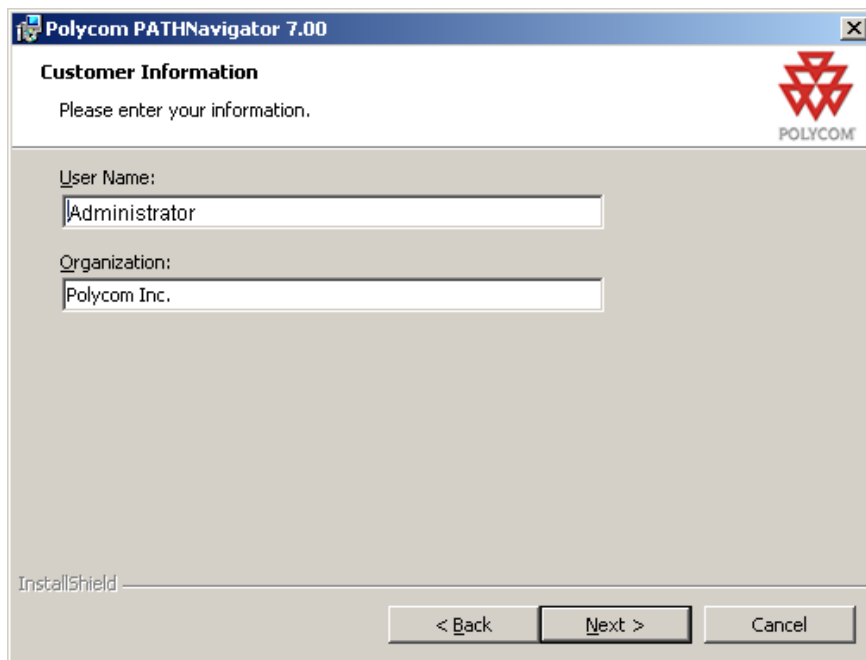 Polycom PATHNavigator 7.00
Customer Information
Please enter your information.
POLYCOM
User Name:
Administrator
Organization:
Polycom Inc.
InstallShield
< Back
Next >
Cancel